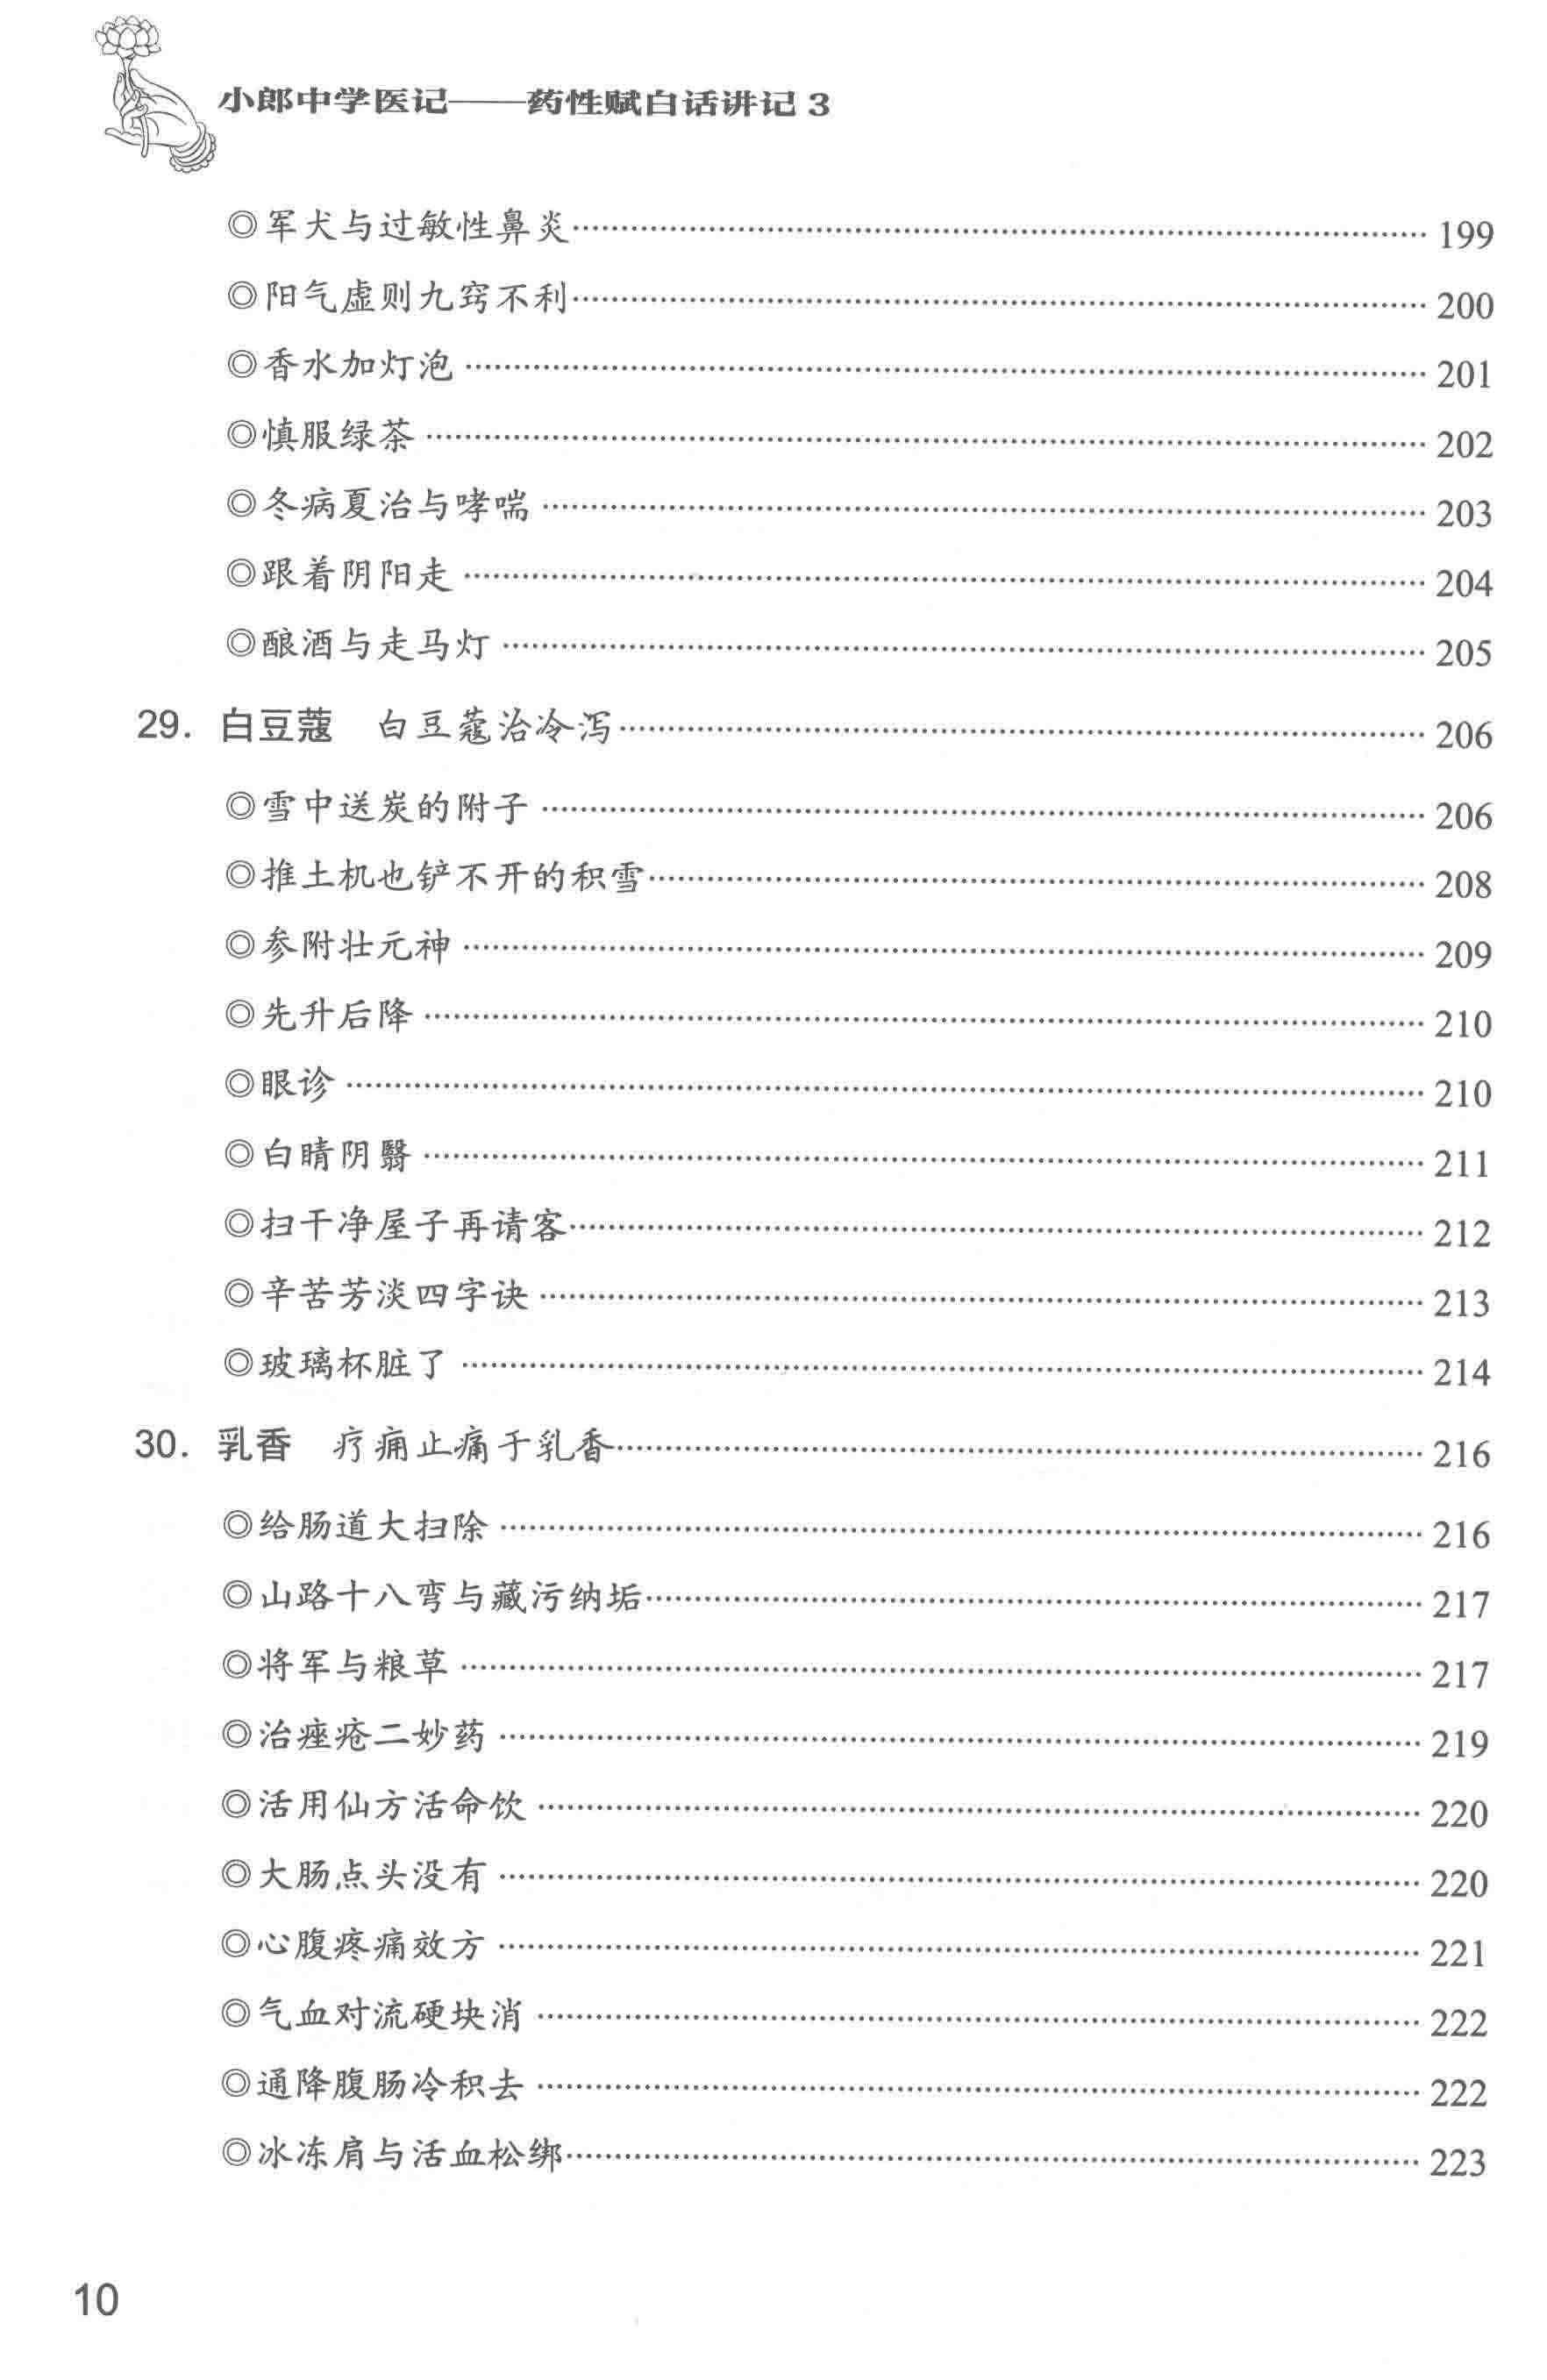 小郎中学医记——药性赋白话讲记 3
◎军犬与过敏性鼻炎 199
◎阳气虚则九窍不利 200
◎香水加灯泡 201
◎慎服绿茶 202
◎冬病夏治与哮喘 203
◎跟着阴阳走 204
◎酿酒与走马灯 205
29. 白豆蔻 白豆蔻治冷泻 206
◎雪中送炭的附子 206
◎推土机也铲不开的积雪 208
◎参附壮元神 209
◎先升后降 210
◎眼诊 210
◎白睛阴翳 211
◎扫干净屋子再请客 212
◎辛苦芳淡四字诀 213
◎玻璃杯脏了 214
30. 乳香 疗痈止痛于乳香 216
◎给肠道大扫除 216
◎山路十八弯与藏污纳垢 217
◎将军与粮草 217
◎治痤疮二妙药 219
◎活用仙方活命饮 220
◎大肠点头没有 220
◎心腹疼痛效方 221
◎气血对流硬块消 222
◎通降腹肠冷积去 222
◎冰冻肩与活血松绑 223
10